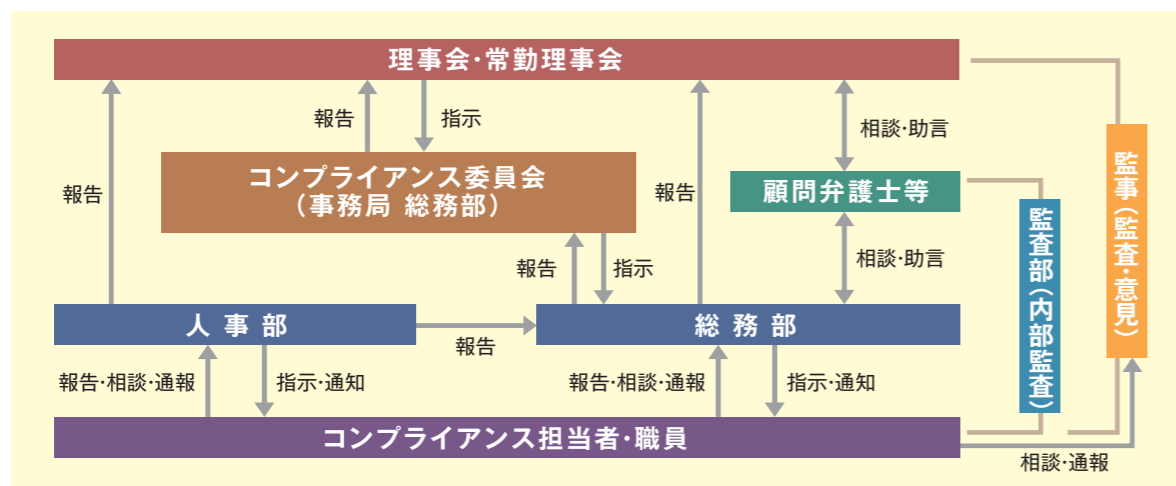 理事会・常勤理事会
報告
指示
相談・助言
コンプライアンス委員会
（事務局 総務部）
報告
報告
顧問弁護士等
監事（監査・意見）
監査部（内部監査）
報告
指示
相談・助言
人事部
報告
総務部
報告・相談・通報
指示・通知
報告・相談・通報
指示・通知
コンプライアンス担当者・職員
相談・通報